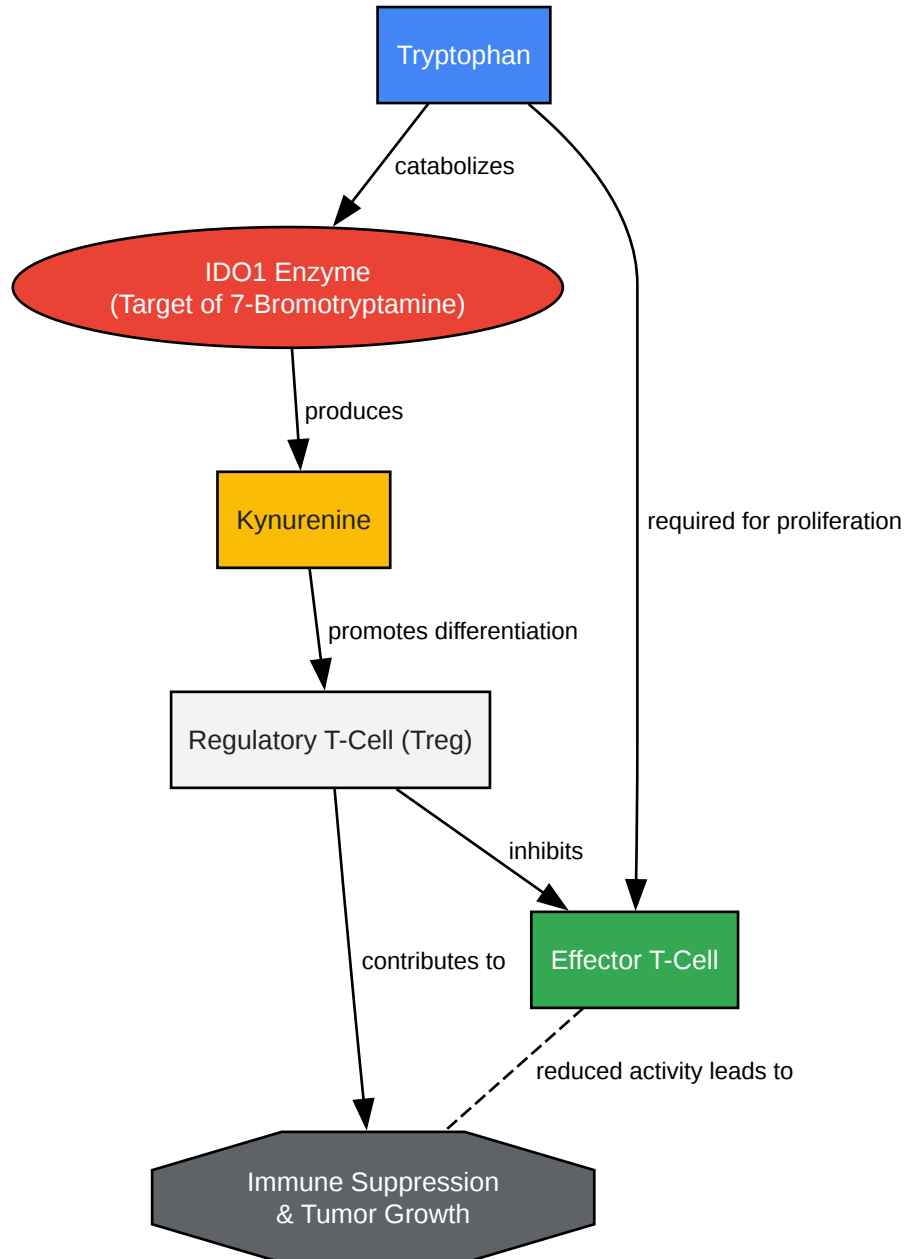 Tryptophan
catabolizes
IDO1 Enzyme
(Target of 7-Bromotryptamine)
produces
Kynurenine
required for proliferation
promotes differentiation
Regulatory T-Cell (Treg)
inhibits
contributes to
Effector T-Cell
reduced activity leads to
Immune Suppression
& Tumor Growth